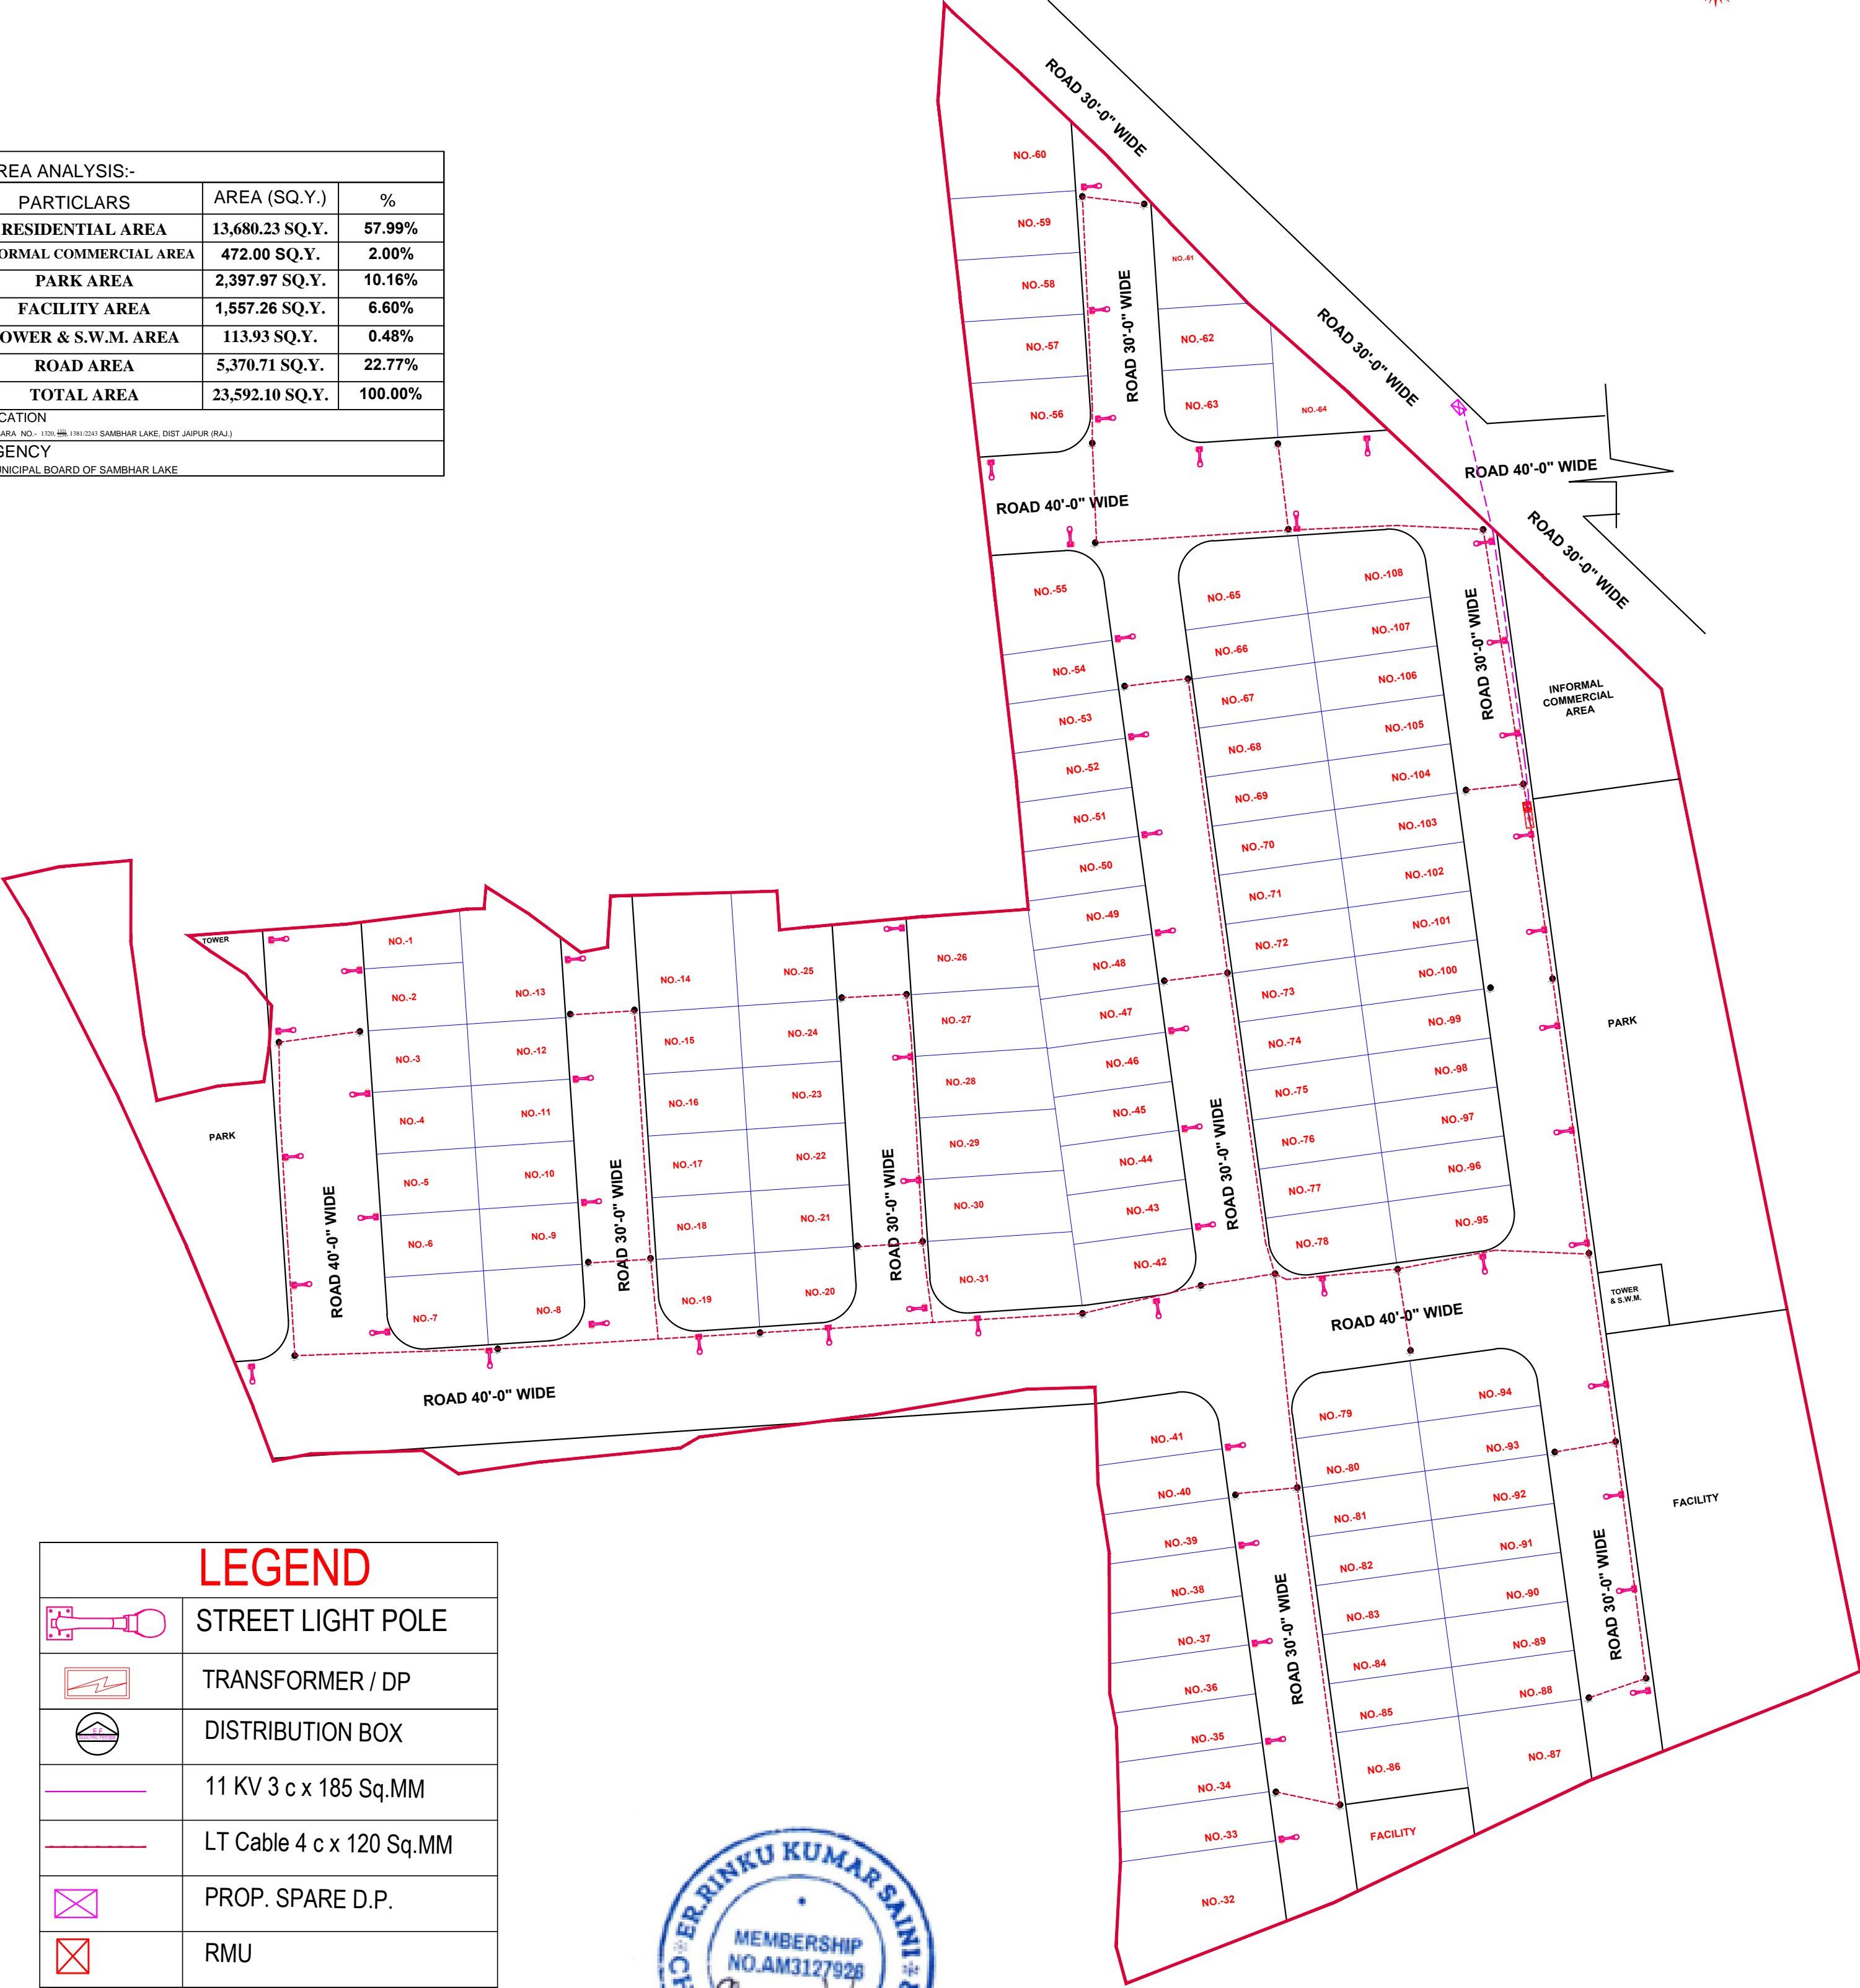 REA ANALYSIS:-
PARTICLARS AREA (SQ.Y.) %
RESIDENTIAL AREA 13,680.23 SQ.Y. 57.99%
ORMAL COMMERCIAL AREA 472.00 SQ.Y. 2.00%
PARK AREA 2,397.97 SQ.Y. 10.16%
FACILITY AREA 1,557.26 SQ.Y. 6.60%
OWER & S.W.M. AREA 113.93 SQ.Y. 0.48%
ROAD AREA 5,370.71 SQ.Y. 22.77%
TOTAL AREA 23,592.10 SQ.Y. 100.00%
CATION
SARA NO.- 1320, 1381/2243 SAMBHAR LAKE, DIST JAIPUR (RAJ.)
GENCY
UNICIPAL BOARD OF SAMBHAR LAKE
ROAD 30'-0" WIDE
NO.-60
NO.-59
NO.-58
NO.-57
NO.-56
ROAD 30'-0" WIDE
NO.-61
NO.-62
NO.-63
NO.-64
ROAD 30'-0" WIDE
ROAD 40'-0" WIDE
ROAD 40'-0" WIDE
ROAD 30'-0" WIDE
NO.-55
NO.-54
NO.-53
NO.-52
NO.-51
NO.-50
NO.-49
NO.-48
NO.-47
NO.-46
NO.-45
NO.-44
NO.-43
NO.-42
ROAD 30'-0" WIDE
NO.-65
NO.-66
NO.-67
NO.-68
NO.-69
NO.-70
NO.-71
NO.-72
NO.-73
NO.-74
NO.-75
NO.-76
NO.-77
NO.-78
NO.-108
NO.-107
NO.-106
NO.-105
NO.-104
NO.-103
NO.-102
NO.-101
NO.-100
NO.-99
NO.-98
NO.-97
NO.-96
NO.-95
ROAD 30'-0" WIDE
INFORMAL
COMMERCIAL
AREA
PARK
TOWER
& S.W.M.
FACILITY
TOWER
PARK
ROAD 40'-0" WIDE
NO.-1
NO.-2
NO.-3
NO.-4
NO.-5
NO.-6
NO.-7
NO.-13
NO.-12
NO.-11
NO.-10
NO.-9
NO.-8
ROAD 30'-0" WIDE
NO.-14
NO.-15
NO.-16
NO.-17
NO.-18
NO.-19
NO.-25
NO.-24
NO.-23
NO.-22
NO.-21
NO.-20
ROAD 30'-0" WIDE
NO.-26
NO.-27
NO.-28
NO.-29
NO.-30
NO.-31
ROAD 40'-0" WIDE
ROAD 40'-0" WIDE
NO.-41
NO.-40
NO.-39
NO.-38
NO.-37
NO.-36
NO.-35
NO.-34
NO.-33
NO.-32
ROAD 30'-0" WIDE
NO.-79
NO.-80
NO.-81
NO.-82
NO.-83
NO.-84
NO.-85
NO.-86
FACILITY
NO.-94
NO.-93
NO.-92
NO.-91
NO.-90
NO.-89
NO.-88
NO.-87
ROAD 30'-0" WIDE
LEGEND
STREET LIGHT POLE
TRANSFORMER / DP
DISTRIBUTION BOX
11 KV 3 c x 185 Sq.MM
LT Cable 4 c x 120 Sq.MM
PROP. SPARE D.P.
RMU
ER.RINKU KUMAR SAINI
MEMBERSHIP
NO.AM3127926